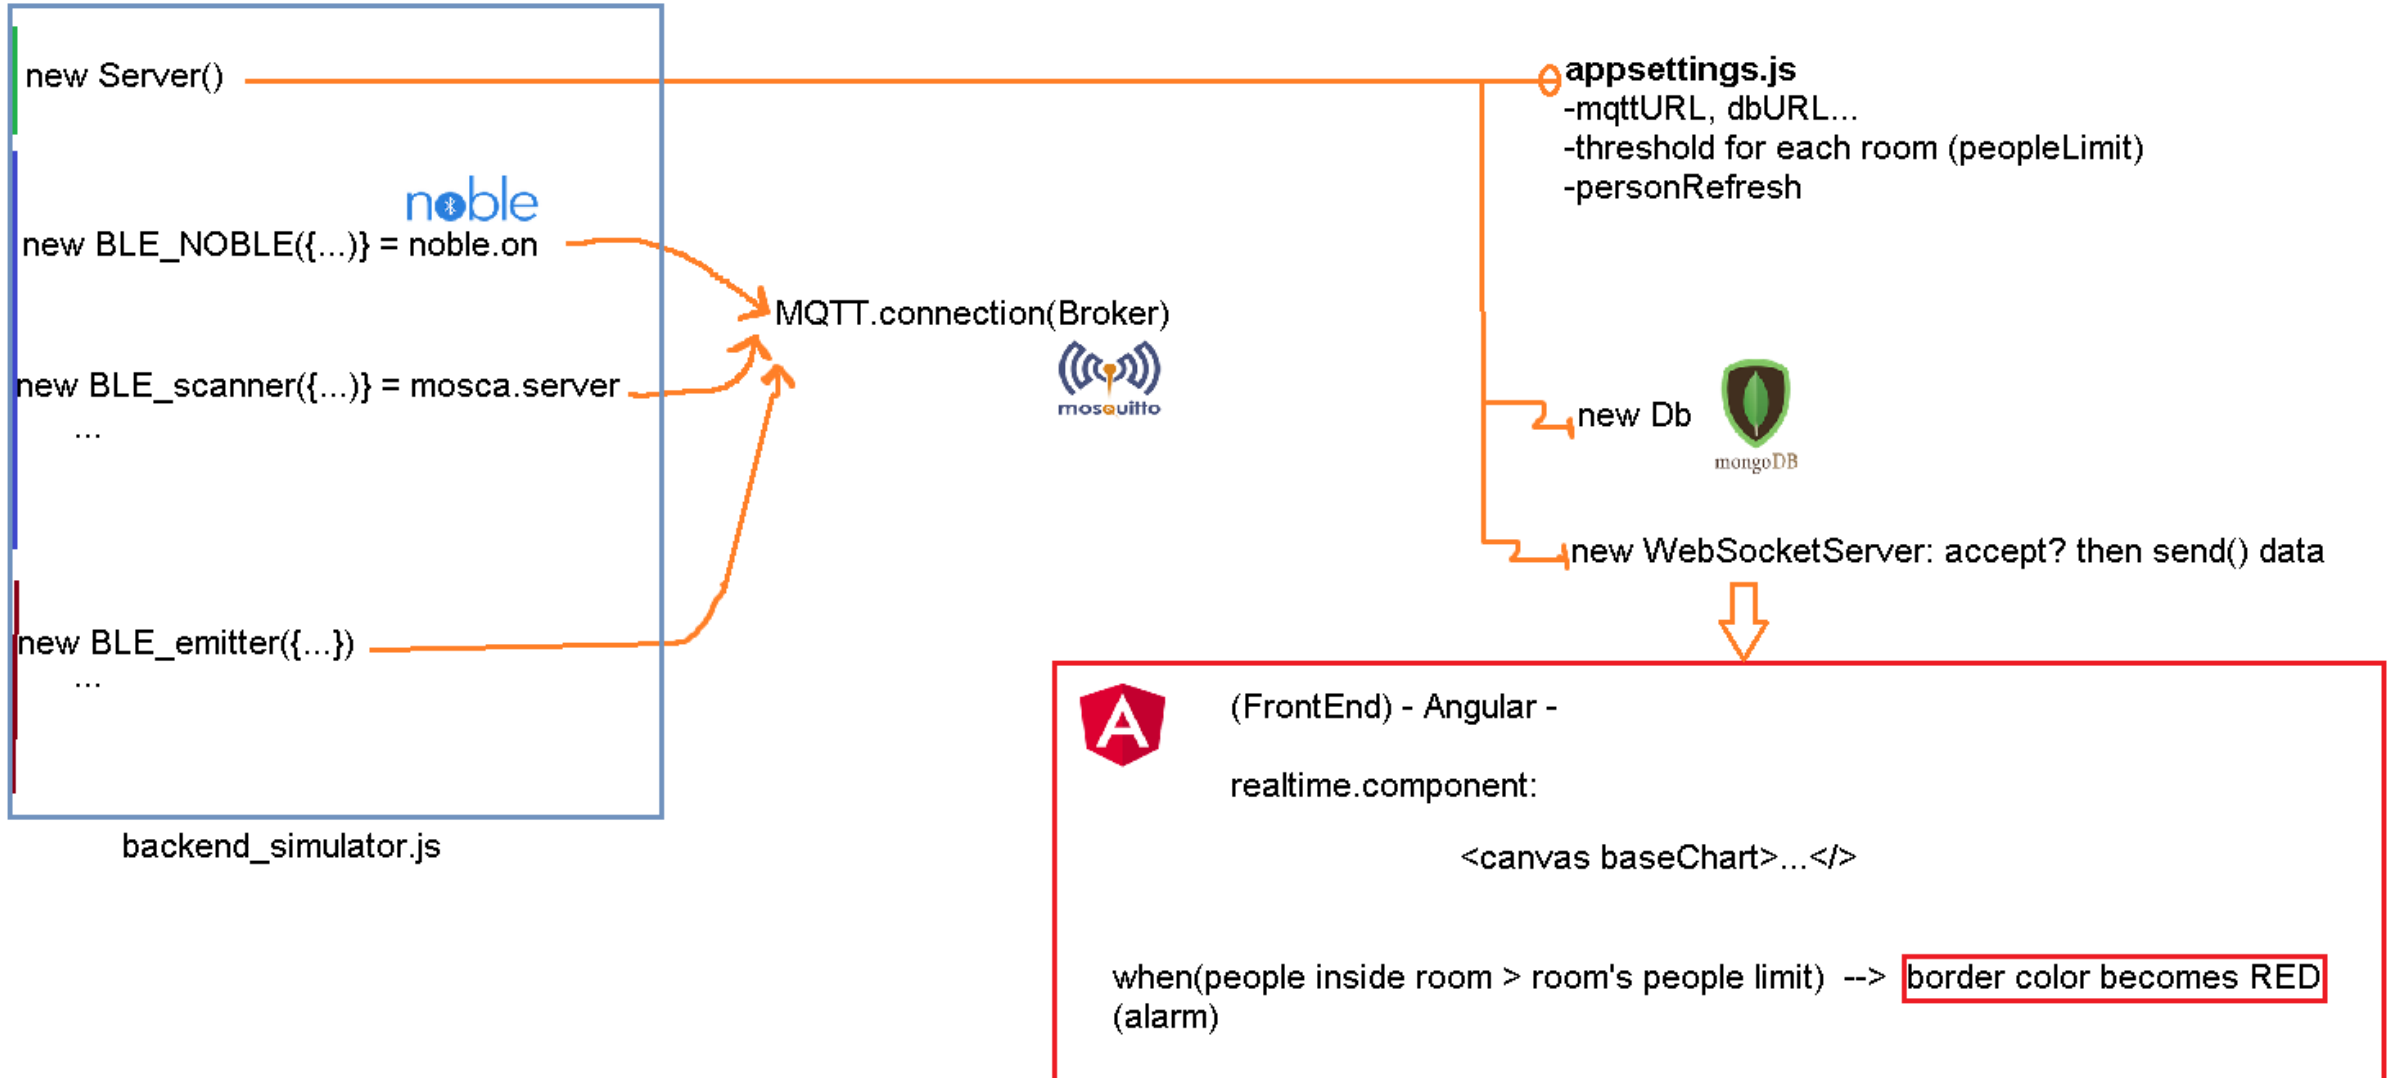 new Server()
noble
new BLE_NOBLE({...)} = noble.on
new BLE_scanner({...)} = mosca.server
...
new BLE_emitter({...})
...
backend_simulator.js
MQTT.connection(Broker)
mosquitto
appsettings.js
-mqttURL, dbURL...
-threshold for each room (peopleLimit)
-personRefresh
new Db
mongoDB
new WebSocketServer: accept? then send() data
A
(FrontEnd) - Angular -
realtime.component:
<canvas baseChart>...</>
when(people inside room > room's people limit) --> border color becomes RED
(alarm)